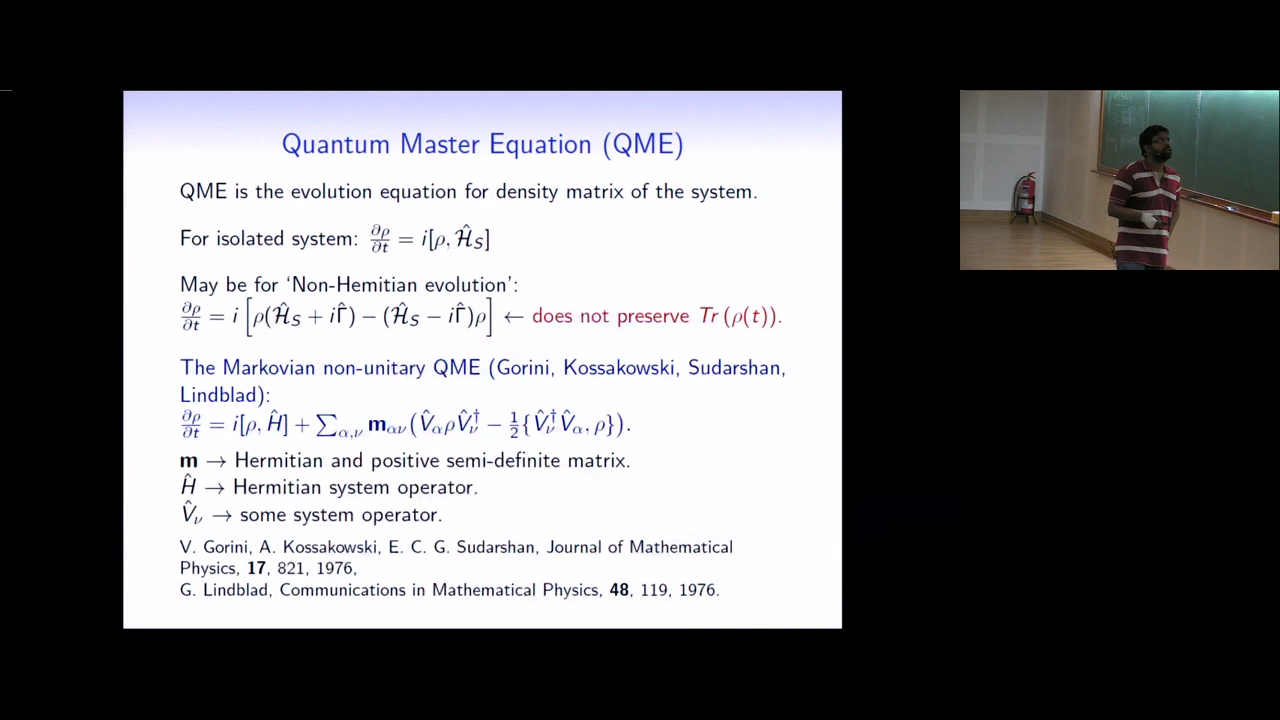 Quantum Master Equation (QME)
QME is the evolution equation for density matrix of the system.
For isolated system: ∂ρ/∂t = i[ρ, Ĥ_S]
May be for ‘Non-Hemitian evolution’:
∂ρ/∂t = i[ρ(Ĥ_S + iΓ̂) − (Ĥ_S − iΓ̂)ρ] ← does not preserve Tr(ρ(t)).
The Markovian non-unitary QME (Gorini, Kossakowski, Sudarshan,
Lindblad):
∂ρ/∂t = i[ρ, Ĥ] + ∑_{α,ν} m_{αν}(V̂_α ρ V̂_ν^† − ½{V̂_ν^† V̂_α, ρ}).
m → Hermitian and positive semi-definite matrix.
Ĥ → Hermitian system operator.
V̂_ν → some system operator.
V. Gorini, A. Kossakowski, E. C. G. Sudarshan, Journal of Mathematical
Physics, 17, 821, 1976,
G. Lindblad, Communications in Mathematical Physics, 48, 119, 1976.